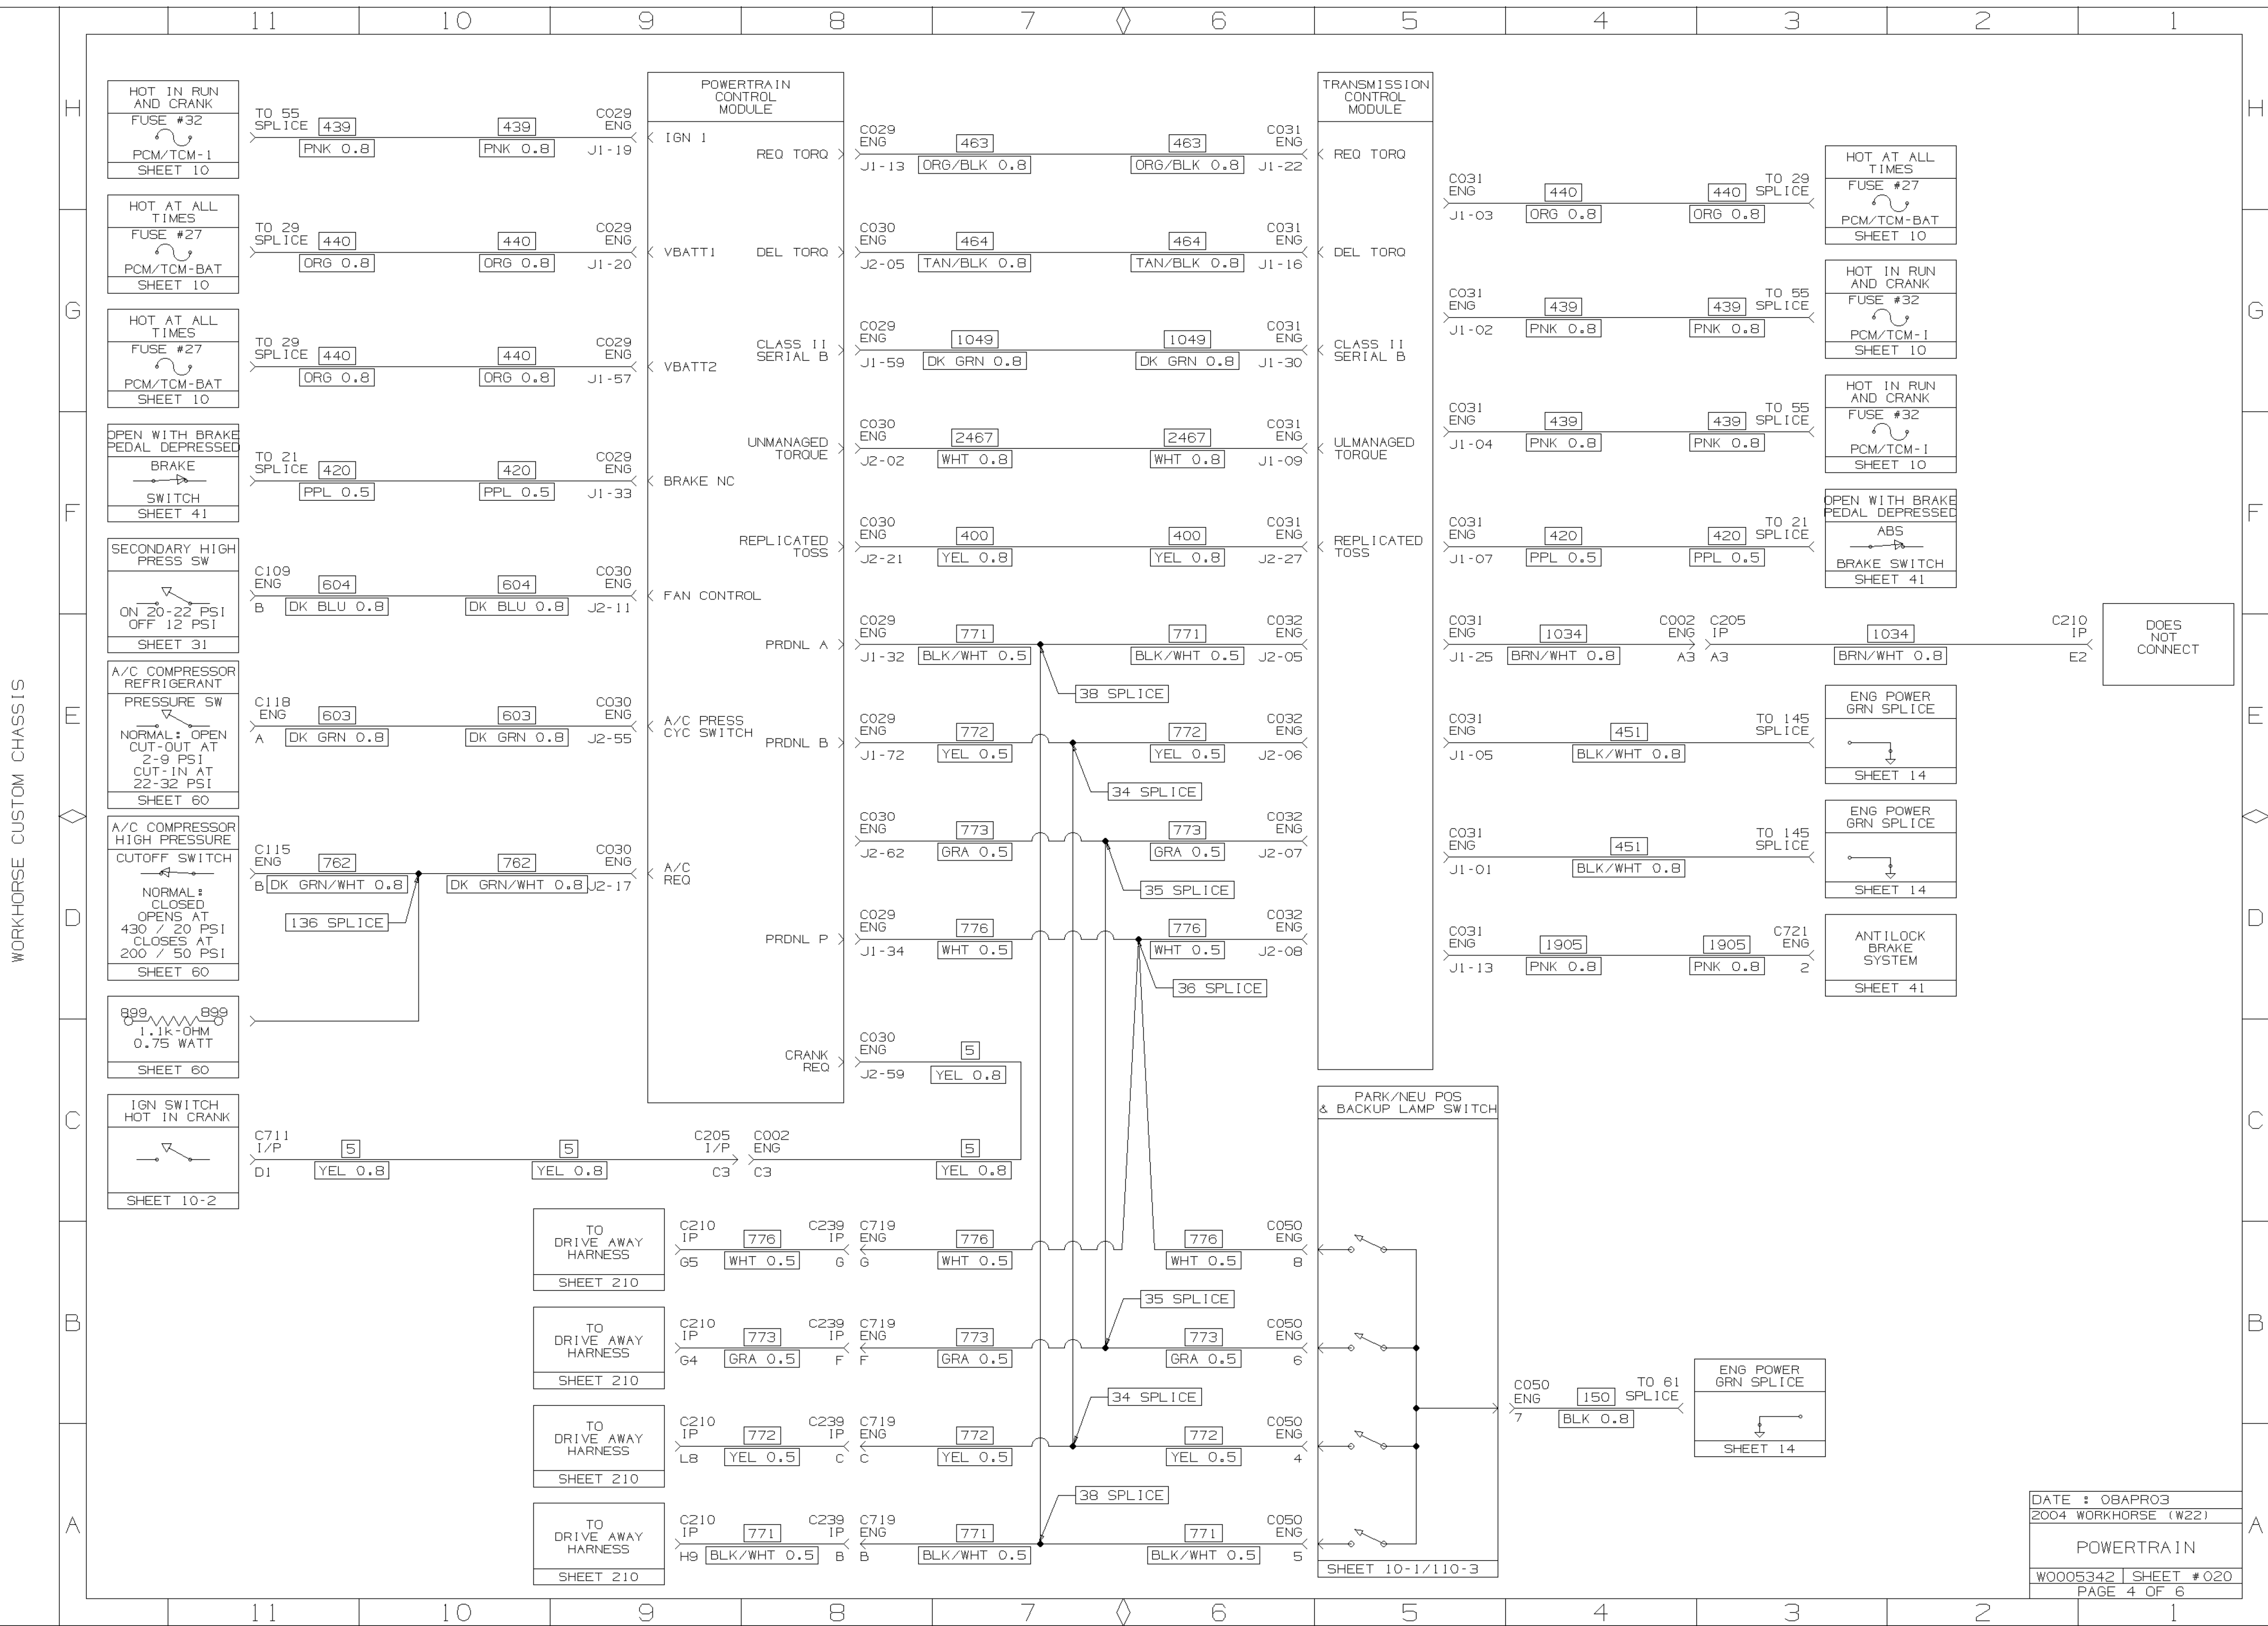 11 10 9 8 7 6 5 4 3 2 1
H
G
F
E
D
C
B
A
WORKHORSE CUSTOM CHASSIS
HOT IN RUN
AND CRANK
FUSE #32
PCM/TCM-1
SHEET 10
TO 55
SPLICE
439
PNK 0.8
439
PNK 0.8
C029
ENG
J1-19
IGN 1
HOT AT ALL
TIMES
FUSE #27
PCM/TCM-BAT
SHEET 10
TO 29
SPLICE
440
ORG 0.8
440
ORG 0.8
C029
ENG
J1-20
VBATT1
HOT AT ALL
TIMES
FUSE #27
PCM/TCM-BAT
SHEET 10
TO 29
SPLICE
440
ORG 0.8
440
ORG 0.8
C029
ENG
J1-57
VBATT2
OPEN WITH BRAKE
PEDAL DEPRESSED
BRAKE
SWITCH
SHEET 41
TO 21
SPLICE
420
PPL 0.5
420
PPL 0.5
C029
ENG
J1-33
BRAKE NC
SECONDARY HIGH
PRESS SW
ON 20-22 PSI
OFF 12 PSI
SHEET 31
C109
ENG
B
604
DK BLU 0.8
604
DK BLU 0.8
C030
ENG
J2-11
FAN CONTROL
A/C COMPRESSOR
REFRIGERANT
PRESSURE SW
NORMAL: OPEN
CUT-OUT AT
2-9 PSI
CUT-IN AT
22-32 PSI
SHEET 60
C118
ENG
A
603
DK GRN 0.8
603
DK GRN 0.8
C030
ENG
J2-55
A/C PRESS
CYC SWITCH
A/C COMPRESSOR
HIGH PRESSURE
CUTOFF SWITCH
NORMAL:
CLOSED
OPENS AT
430 / 20 PSI
CLOSES AT
200 / 50 PSI
SHEET 60
C115
ENG
B
762
DK GRN/WHT 0.8
762
DK GRN/WHT 0.8
C030
ENG
J2-17
A/C
REQ
136 SPLICE
899 899
1.1K-OHM
0.75 WATT
SHEET 60
IGN SWITCH
HOT IN CRANK
SHEET 10-2
C711
I/P
D1
5
YEL 0.8
5
YEL 0.8
C205
I/P
C3
C002
ENG
C3
5
YEL 0.8
POWERTRAIN
CONTROL
MODULE
REQ TORQ
C029
ENG
J1-13
463
ORG/BLK 0.8
463
ORG/BLK 0.8
C031
ENG
J1-22
REQ TORQ
DEL TORQ
C030
ENG
J2-05
464
TAN/BLK 0.8
464
TAN/BLK 0.8
C031
ENG
J1-16
DEL TORQ
CLASS II
SERIAL B
C029
ENG
J1-59
1049
DK GRN 0.8
1049
DK GRN 0.8
C031
ENG
J1-30
CLASS II
SERIAL B
UNMANAGED
TORQUE
C030
ENG
J2-02
2467
WHT 0.8
2467
WHT 0.8
C031
ENG
J1-09
ULMANAGED
TORQUE
REPLICATED
TOSS
C030
ENG
J2-21
400
YEL 0.8
400
YEL 0.8
C031
ENG
J2-27
REPLICATED
TOSS
PRDNL A
C029
ENG
J1-32
771
BLK/WHT 0.5
771
BLK/WHT 0.5
C032
ENG
J2-05
38 SPLICE
PRDNL B
C029
ENG
J1-72
772
YEL 0.5
772
YEL 0.5
C032
ENG
J2-06
34 SPLICE
C030
ENG
J2-62
773
GRA 0.5
773
GRA 0.5
C032
ENG
J2-07
35 SPLICE
PRDNL P
C029
ENG
J1-34
776
WHT 0.5
776
WHT 0.5
C032
ENG
J2-08
36 SPLICE
CRANK
REQ
C030
ENG
J2-59
5
YEL 0.8
TRANSMISSION
CONTROL
MODULE
C031
ENG
J1-03
440
ORG 0.8
440
ORG 0.8
TO 29
SPLICE
HOT AT ALL
TIMES
FUSE #27
PCM/TCM-BAT
SHEET 10
C031
ENG
J1-02
439
PNK 0.8
439
PNK 0.8
TO 55
SPLICE
HOT IN RUN
AND CRANK
FUSE #32
PCM/TCM-I
SHEET 10
C031
ENG
J1-04
439
PNK 0.8
439
PNK 0.8
TO 55
SPLICE
HOT IN RUN
AND CRANK
FUSE #32
PCM/TCM-I
SHEET 10
C031
ENG
J1-07
420
PPL 0.5
420
PPL 0.5
TO 21
SPLICE
OPEN WITH BRAKE
PEDAL DEPRESSED
ABS
BRAKE SWITCH
SHEET 41
C031
ENG
J1-25
1034
BRN/WHT 0.8
C002
ENG
A3
C205
IP
A3
1034
BRN/WHT 0.8
C210
IP
E2
DOES
NOT
CONNECT
C031
ENG
J1-05
451
BLK/WHT 0.8
TO 145
SPLICE
ENG POWER
GRN SPLICE
SHEET 14
C031
ENG
J1-01
451
BLK/WHT 0.8
TO 145
SPLICE
ENG POWER
GRN SPLICE
SHEET 14
C031
ENG
J1-13
1905
PNK 0.8
1905
PNK 0.8
C721
ENG
2
ANTILOCK
BRAKE
SYSTEM
SHEET 41
PARK/NEU POS
& BACKUP LAMP SWITCH
SHEET 10-1/110-3
TO
DRIVE AWAY
HARNESS
SHEET 210
C210
IP
G5
776
WHT 0.5
C239
IP
G
C719
G
776
WHT 0.5
776
WHT 0.5
C050
ENG
8
TO
DRIVE AWAY
HARNESS
SHEET 210
C210
IP
G4
773
GRA 0.5
C239
IP
F
C719
ENG
F
773
GRA 0.5
35 SPLICE
773
GRA 0.5
C050
ENG
6
TO
DRIVE AWAY
HARNESS
SHEET 210
C210
IP
L8
772
YEL 0.5
C239
IP
C
C719
ENG
C
772
YEL 0.5
34 SPLICE
772
YEL 0.5
C050
ENG
4
TO
DRIVE AWAY
HARNESS
SHEET 210
C210
IP
H9
771
BLK/WHT 0.5
C239
IP
B
C719
ENG
B
771
BLK/WHT 0.5
38 SPLICE
771
BLK/WHT 0.5
C050
ENG
5
C050
ENG
7
150
BLK 0.8
TO 61
SPLICE
ENG POWER
GRN SPLICE
SHEET 14
DATE : 08APR03
2004 WORKHORSE (W22)
POWERTRAIN
W0005342 SHEET #020
PAGE 4 OF 6
H
G
F
E
D
C
B
A
11 10 9 8 7 6 5 4 3 2 1